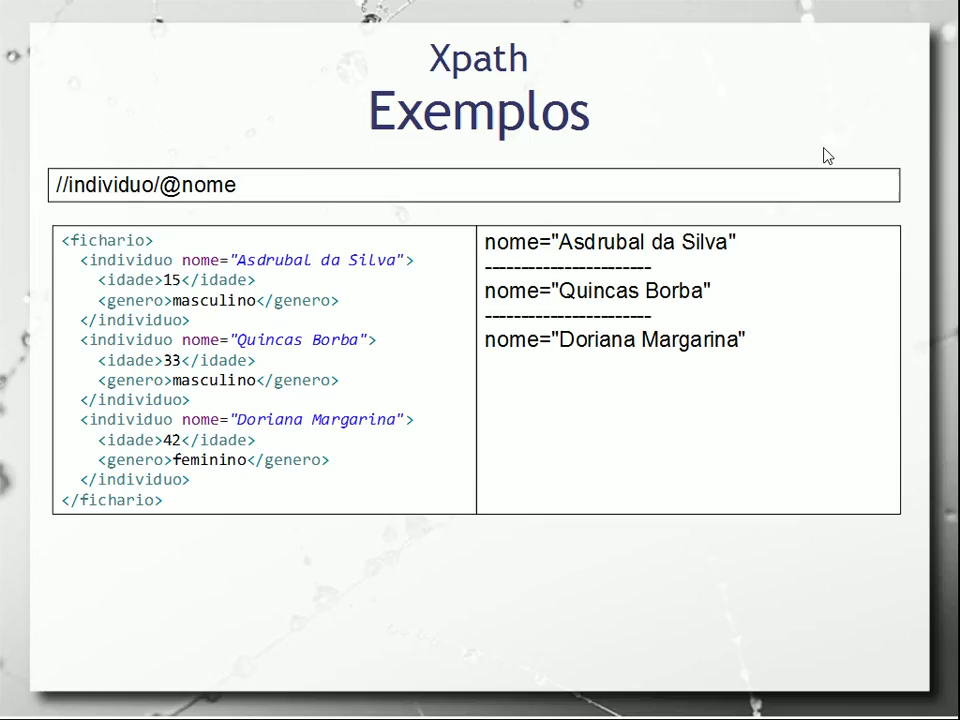 Xpath
Exemplos
//individuo/@nome
<fichario>
<individuo nome="Asdrubal da Silva">
<idade>15</idade>
<genero>masculino</genero>
</individuo>
<individuo nome="Quincas Borba">
<idade>33</idade>
<genero>masculino</genero>
</individuo>
<individuo nome="Doriana Margarina">
<idade>42</idade>
<genero>feminino</genero>
</individuo>
</fichario>
nome="Asdrubal da Silva"
-----------------------
nome="Quincas Borba"
-----------------------
nome="Doriana Margarina"